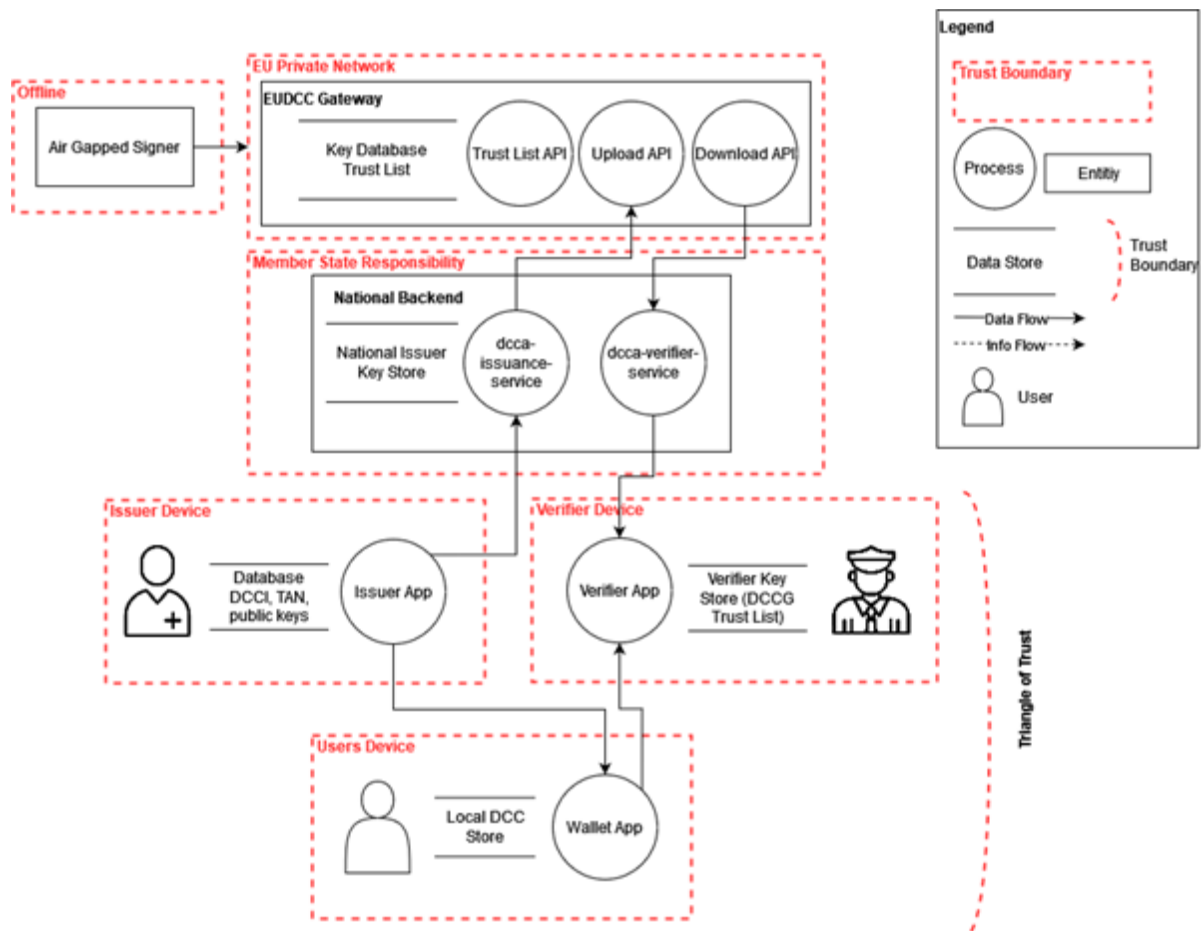 Offline
Air Gapped Signer
EU Private Network
EUDCC Gateway
Key Database
Trust List
Trust List API
Upload API
Download API
Member State Responsibility
National Backend
National Issuer
Key Store
dcca-
issuance-
service
dcca-verifier-
service
Issuer Device
Database
DCCI, TAN,
public keys
Issuer App
Verifier Device
Verifier App
Verifier Key
Store (DCCG
Trust List)
Users Device
Local DCC
Store
Wallet App
Triangle of Trust
Legend
Trust Boundary
Process
Entitiy
Data Store
Trust
Boundary
Data Flow
Info Flow
User